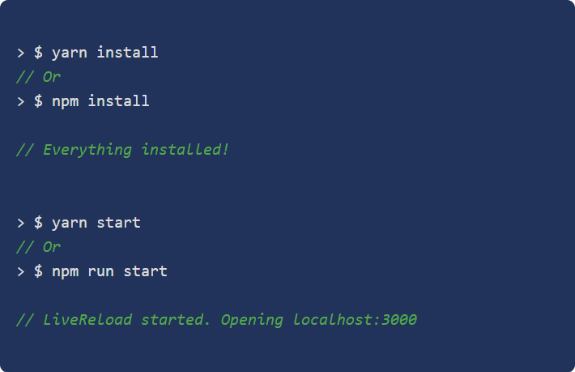 > $ yarn install
// Or
> $ npm install
// Everything installed!
> $ yarn start
// Or
> $ npm run start
// LiveReload started. Opening localhost:3000